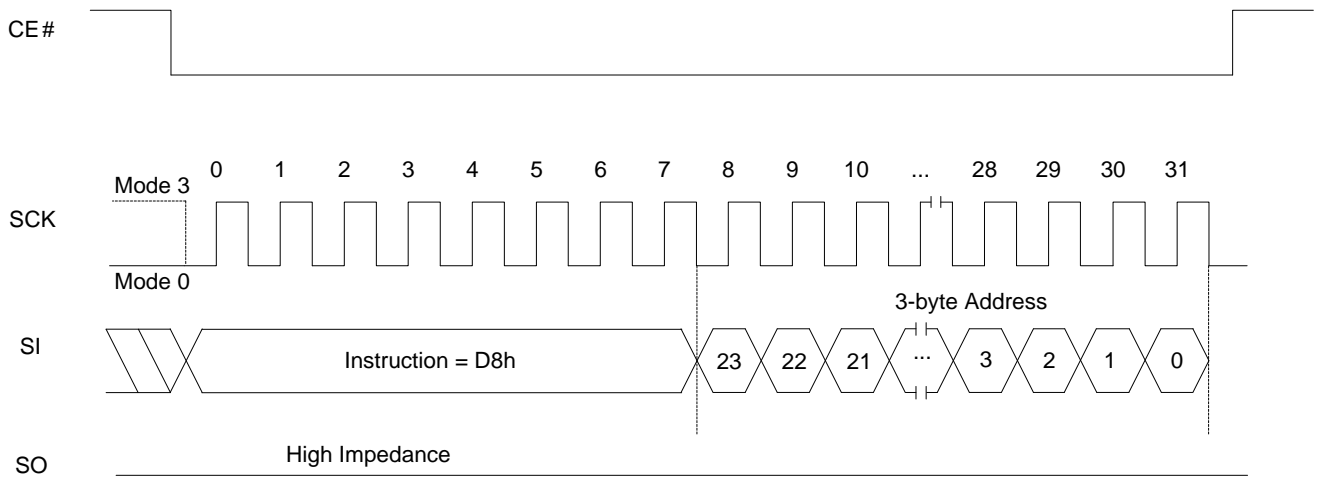 CE#
0 1 2 3 4 5 6 7 8 9 10 ... 28 29 30 31
Mode 3
SCK
Mode 0
3-byte Address
SI
Instruction = D8h
23 22 21 ... 3 2 1 0
High Impedance
SO